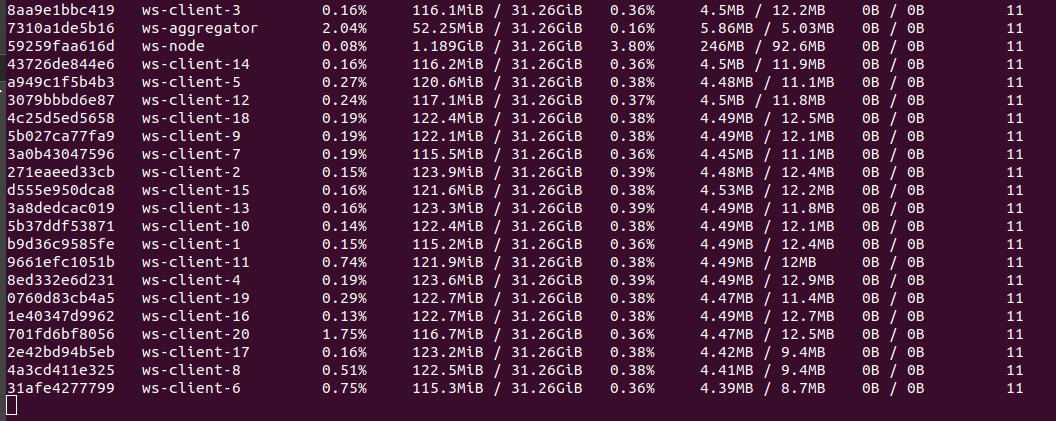 8aa9e1bbc419 ws-client-3 0.16% 116.1MiB / 31.26GiB 0.36% 4.5MB / 12.2MB 0B / 0B 11
7310a1de5b16 ws-aggregator 2.04% 52.25MiB / 31.26GiB 0.16% 5.86MB / 5.03MB 0B / 0B 11
59259faa616d ws-node 0.08% 1.189GiB / 31.26GiB 3.80% 246MB / 92.6MB 0B / 0B 11
43726de844e6 ws-client-14 0.16% 116.2MiB / 31.26GiB 0.36% 4.5MB / 11.9MB 0B / 0B 11
a949c1f5b4b3 ws-client-5 0.27% 120.6MiB / 31.26GiB 0.38% 4.48MB / 11.1MB 0B / 0B 11
3079bbbd6e87 ws-client-12 0.24% 117.1MiB / 31.26GiB 0.37% 4.5MB / 11.8MB 0B / 0B 11
4c25d5ed5658 ws-client-18 0.19% 122.4MiB / 31.26GiB 0.38% 4.49MB / 12.5MB 0B / 0B 11
5b027ca77fa9 ws-client-9 0.19% 122.1MiB / 31.26GiB 0.38% 4.49MB / 12.1MB 0B / 0B 11
3a0b43047596 ws-client-7 0.19% 115.5MiB / 31.26GiB 0.36% 4.45MB / 11.1MB 0B / 0B 11
271eaeed33cb ws-client-2 0.15% 123.9MiB / 31.26GiB 0.39% 4.48MB / 12.4MB 0B / 0B 11
d555e950dca8 ws-client-15 0.16% 121.6MiB / 31.26GiB 0.38% 4.53MB / 12.2MB 0B / 0B 11
3a8dedcac019 ws-client-13 0.16% 123.3MiB / 31.26GiB 0.39% 4.49MB / 11.8MB 0B / 0B 11
5b37ddf53871 ws-client-10 0.14% 122.4MiB / 31.26GiB 0.38% 4.49MB / 12.1MB 0B / 0B 11
b9d36c9585fe ws-client-1 0.15% 115.2MiB / 31.26GiB 0.36% 4.49MB / 12.4MB 0B / 0B 11
9661efc1051b ws-client-11 0.74% 121.9MiB / 31.26GiB 0.38% 4.49MB / 12MB 0B / 0B 11
8ed332e6d231 ws-client-4 0.19% 123.6MiB / 31.26GiB 0.39% 4.49MB / 12.9MB 0B / 0B 11
0760d83cb4a5 ws-client-19 0.29% 122.7MiB / 31.26GiB 0.38% 4.47MB / 11.4MB 0B / 0B 11
1e40347d9962 ws-client-16 0.13% 122.7MiB / 31.26GiB 0.38% 4.49MB / 12.7MB 0B / 0B 11
701fd6bf8056 ws-client-20 1.75% 116.7MiB / 31.26GiB 0.36% 4.47MB / 12.5MB 0B / 0B 11
2e42bd94b5eb ws-client-17 0.16% 123.2MiB / 31.26GiB 0.38% 4.42MB / 9.4MB 0B / 0B 11
4a3cd411e325 ws-client-8 0.51% 122.5MiB / 31.26GiB 0.38% 4.41MB / 9.4MB 0B / 0B 11
31afe4277799 ws-client-6 0.75% 115.3MiB / 31.26GiB 0.36% 4.39MB / 8.7MB 0B / 0B 11